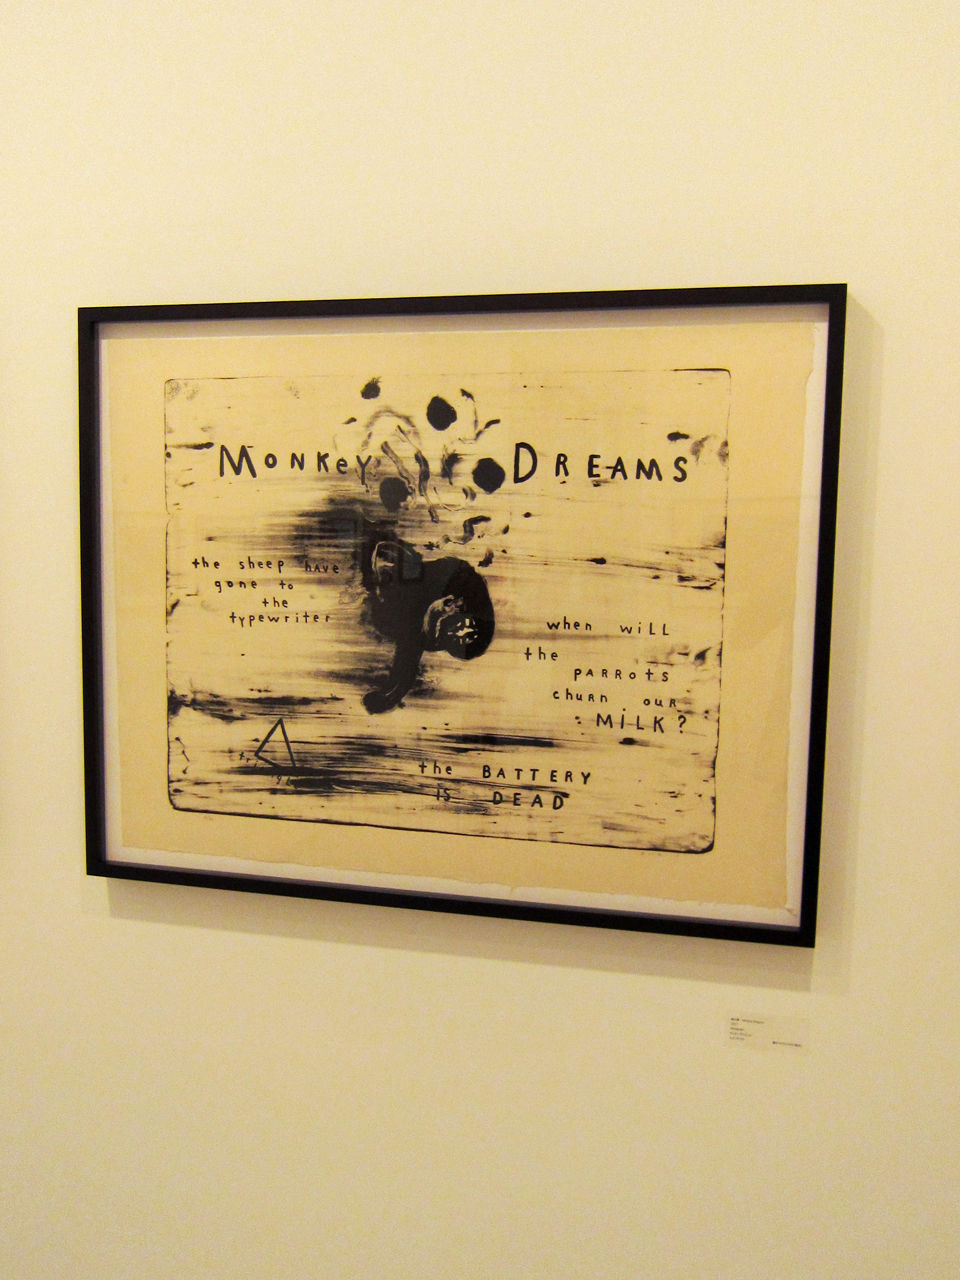 MONKeY DREAMS
the sheep HAVE
gone to
the
typewriter
when wiLL
the
PARROtS
chuRN ouR
MiLK?
the BATTERY
iS DEAD